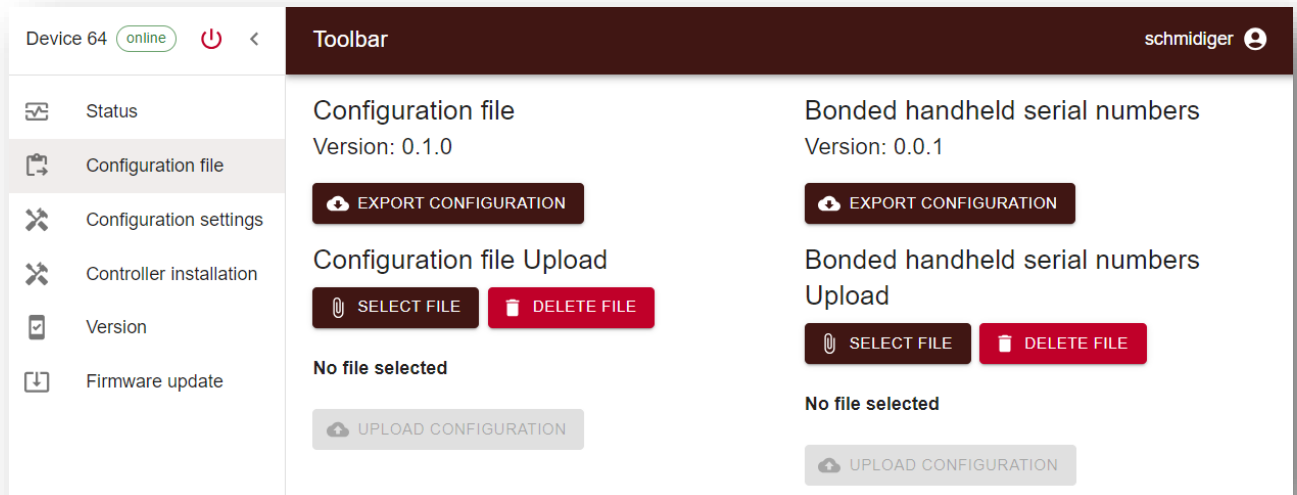 Device 64 online
Toolbar
schmidiger
Status
Configuration file
Configuration settings
Controller installation
Version
Firmware update
Configuration file
Version: 0.1.0
EXPORT CONFIGURATION
Configuration file Upload
SELECT FILE
DELETE FILE
No file selected
UPLOAD CONFIGURATION
Bonded handheld serial numbers
Version: 0.0.1
EXPORT CONFIGURATION
Bonded handheld serial numbers
Upload
SELECT FILE
DELETE FILE
No file selected
UPLOAD CONFIGURATION